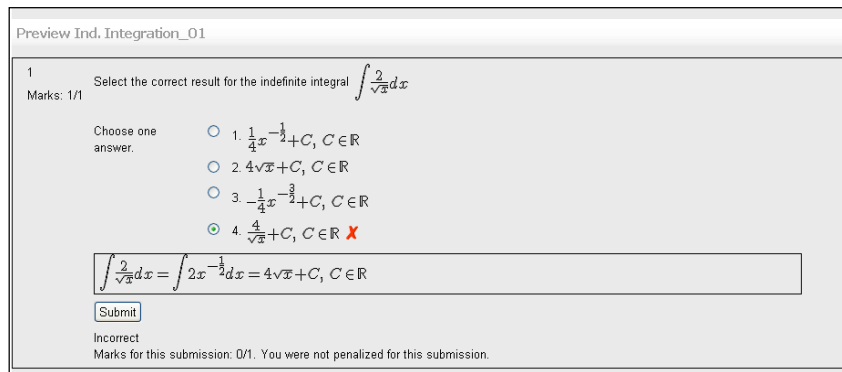 Preview Ind. Integration_01
1
Marks: 1/1
Select the correct result for the indefinite integral ∫ 2/√x dx
Choose one answer.
1. 1/4 x^{-1/2}+C, C∈ℝ
2. 4√x+C, C∈ℝ
3. -1/4 x^{-3/2}+C, C∈ℝ
4. 4/√x+C, C∈ℝ ✗
∫ 2/√x dx = ∫ 2x^{-1/2} dx = 4√x+C, C∈ℝ
Submit
Incorrect
Marks for this submission: 0/1. You were not penalized for this submission.